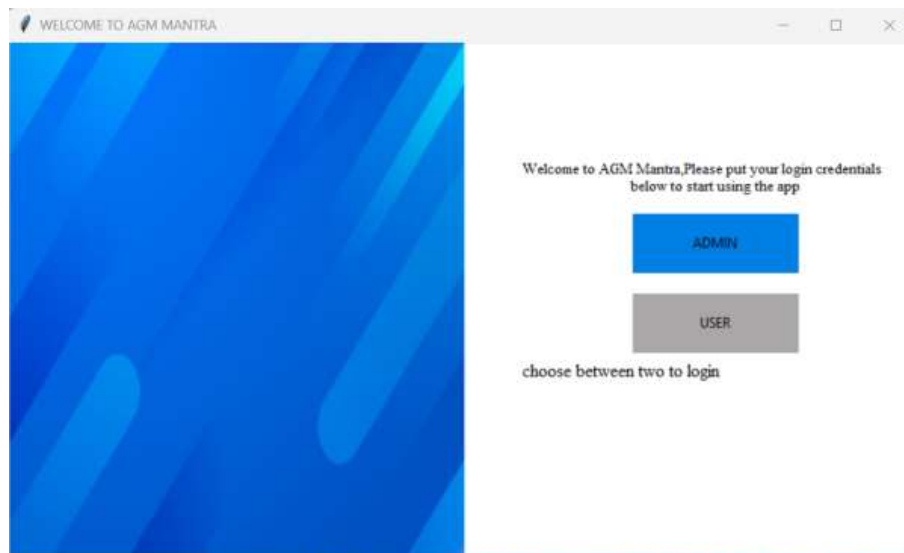 WELCOME TO AGM MANTRA
Welcome to AGM Mantra,Please put your login credentials
below to start using the app
ADMIN
USER
choose between two to login